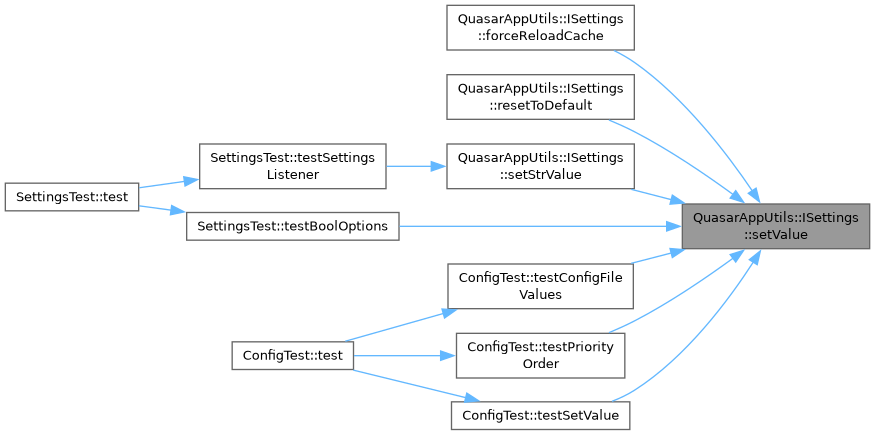 QuasarAppUtils::ISettings
::forceReloadCache
QuasarAppUtils::ISettings
::resetToDefault
SettingsTest::testSettings
Listener
QuasarAppUtils::ISettings
::setStrValue
SettingsTest::test
SettingsTest::testBoolOptions
QuasarAppUtils::ISettings
::setValue
ConfigTest::testConfigFile
Values
ConfigTest::test
ConfigTest::testPriority
Order
ConfigTest::testSetValue